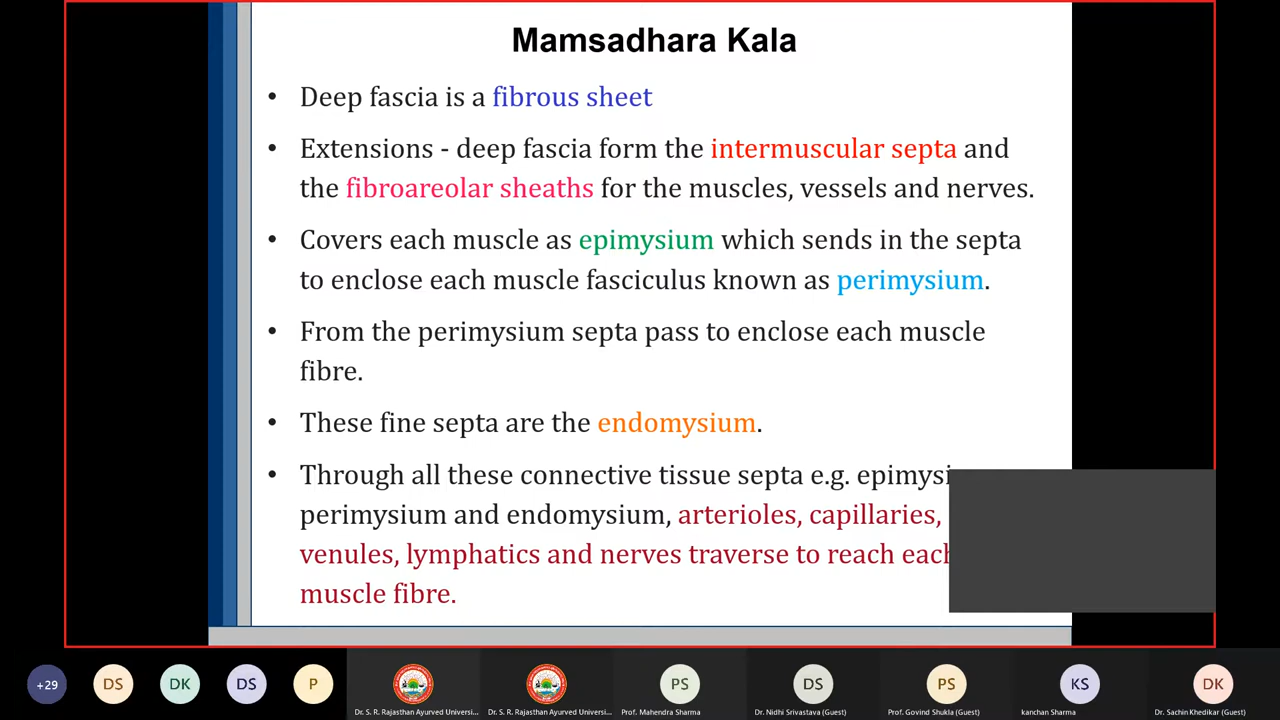 Mamsadhara Kala
• Deep fascia is a fibrous sheet
• Extensions - deep fascia form the intermuscular septa and
the fibroareolar sheaths for the muscles, vessels and nerves.
• Covers each muscle as epimysium which sends in the septa
to enclose each muscle fasciculus known as perimysium.
• From the perimysium septa pass to enclose each muscle
fibre.
• These fine septa are the endomysium.
• Through all these connective tissue septa e.g.
perimysium and endomysium, arterioles, capillaries,
venules, lymphatics and nerves traverse to reach each
muscle fibre.
+29
DS
DK
DS
P
PS
DS
PS
KS
DK
Dr. S. R. Rajasthan Ayurved Universi...
Dr. S. R. Rajasthan Ayurved Universi...
Prof. Mahendra Sharma
Dr. Nidhi Srivastava (Guest)
Prof. Govind Shukla (Guest)
kanchan Sharma
Dr. Sachin Khedikar (Guest)